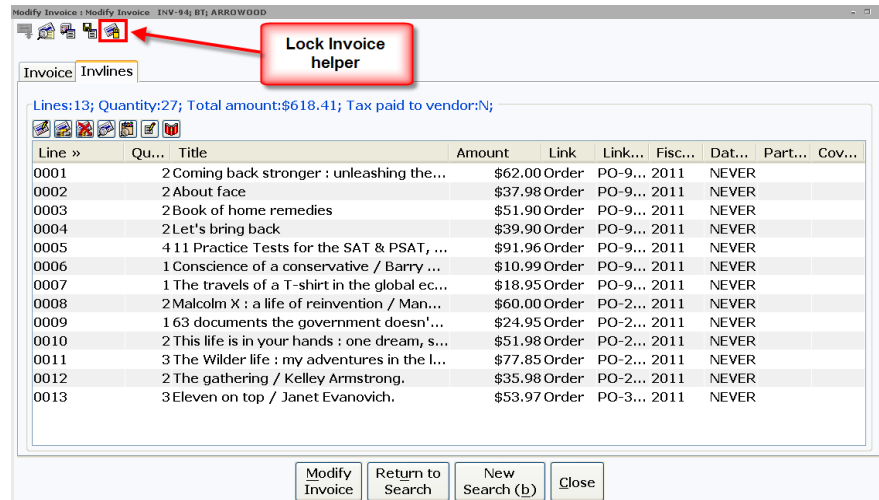 Modify Invoice : Modify Invoice INV-94; BT; ARROWOOD
Lock Invoice
helper
Invoice Invlines
Lines:13; Quantity:27; Total amount:$618.41; Tax paid to vendor:N;
Line » Qu... Title Amount Link Link... Fisc... Dat... Part... Cov...
0001 2 Coming back stronger : unleashing the... $62.00 Order PO-9... 2011 NEVER
0002 2 About face $37.98 Order PO-9... 2011 NEVER
0003 2 Book of home remedies $51.90 Order PO-9... 2011 NEVER
0004 2 Let's bring back $39.90 Order PO-9... 2011 NEVER
0005 4 11 Practice Tests for the SAT & PSAT, ... $91.96 Order PO-9... 2011 NEVER
0006 1 Conscience of a conservative / Barry ... $10.99 Order PO-9... 2011 NEVER
0007 1 The travels of a T-shirt in the global ec... $18.95 Order PO-9... 2011 NEVER
0008 2 Malcolm X : a life of reinvention / Man... $60.00 Order PO-2... 2011 NEVER
0009 1 63 documents the government doesn'... $24.95 Order PO-2... 2011 NEVER
0010 2 This life is in your hands : one dream, s... $51.98 Order PO-2... 2011 NEVER
0011 3 The Wilder life : my adventures in the l... $77.85 Order PO-2... 2011 NEVER
0012 2 The gathering / Kelley Armstrong. $35.98 Order PO-2... 2011 NEVER
0013 3 Eleven on top / Janet Evanovich. $53.97 Order PO-3... 2011 NEVER
Modify Return to New
Invoice Search Search (b) Close